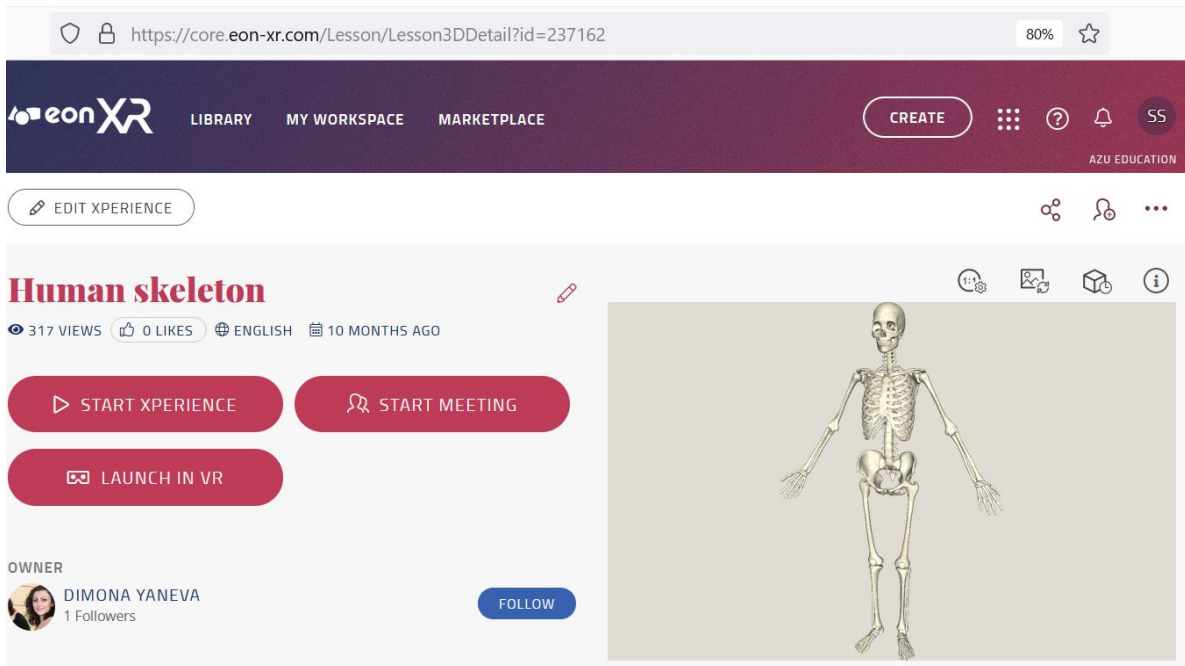 https://core.eon-xr.com/Lesson/Lesson3DDetail?id=237162
80%
eonXR
LIBRARY
MY WORKSPACE
MARKETPLACE
CREATE
SS
AZU EDUCATION
EDIT XPERIENCE
Human skeleton
317 VIEWS 0 LIKES ENGLISH 10 MONTHS AGO
1:1
START XPERIENCE
START MEETING
LAUNCH IN VR
OWNER
DIMONA YANEVA
1 Followers
FOLLOW